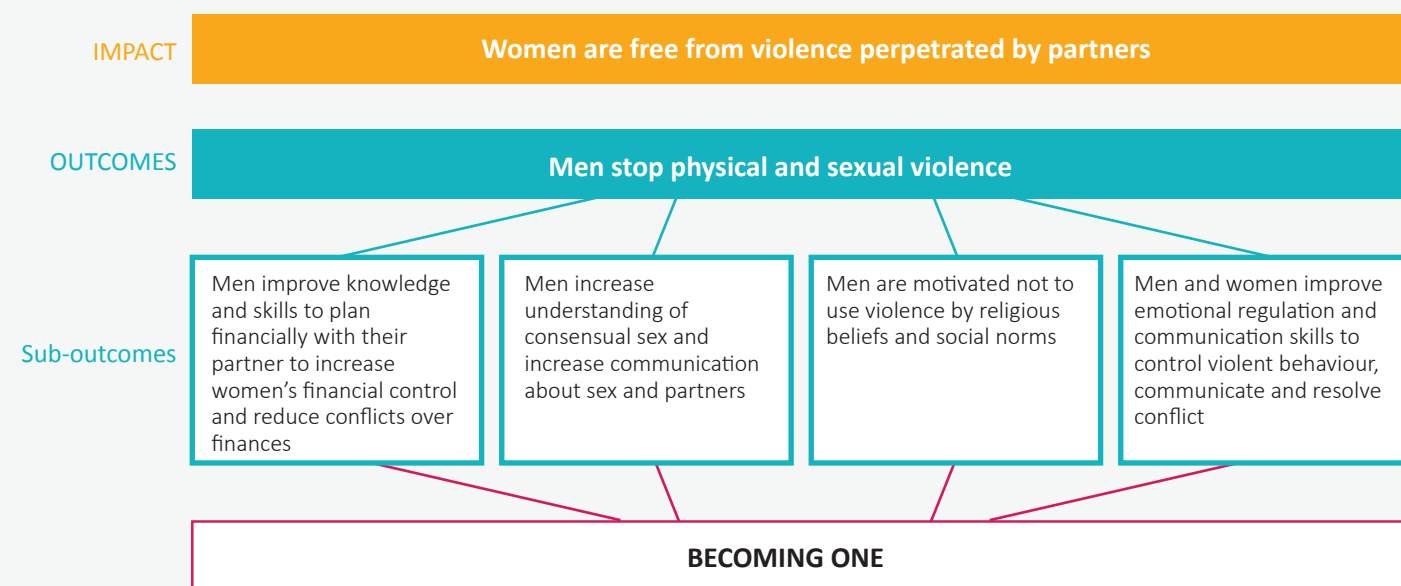 IMPACT
Women are free from violence perpetrated by partners
OUTCOMES
Men stop physical and sexual violence
Sub-outcomes
Men improve knowledge
and skills to plan
financially with their
partner to increase
women’s financial control
and reduce conflicts over
finances
Men increase
understanding of
consensual sex and
increase communication
about sex and partners
Men are motivated not to
use violence by religious
beliefs and social norms
Men and women improve
emotional regulation and
communication skills to
control violent behaviour,
communicate and resolve
conflict
BECOMING ONE